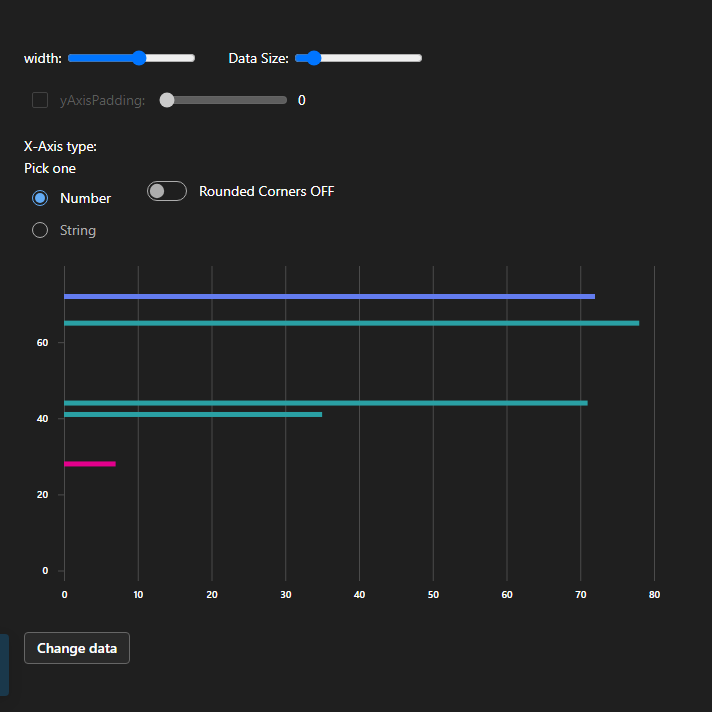 width: Data Size:
yAxisPadding: 0
X-Axis type:
Pick one
Number
Rounded Corners OFF
String
60
40
20
0
0 10 20 30 40 50 60 70 80
Change data